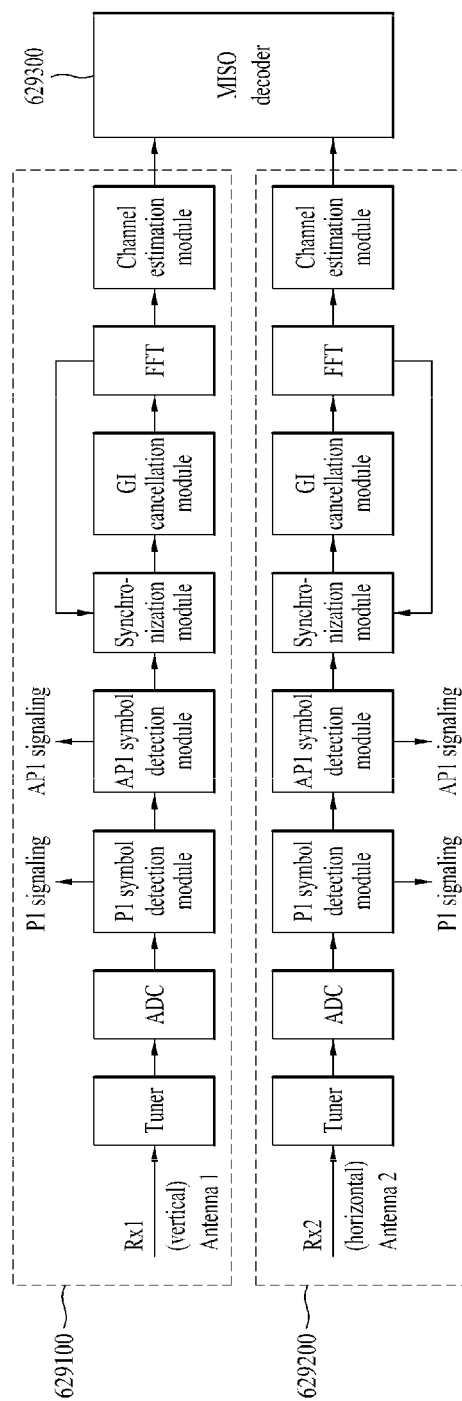 629100
Rx1
(vertical)
Antenna 1
Tuner
ADC
P1 signaling
P1 symbol
detection
module
AP1 signaling
AP1 symbol
detection
module
Synchro-
nization
module
GI
cancellation
module
FFT
Channel
estimation
module
629200
Rx2
(horizontal)
Antenna 2
Tuner
ADC
P1 symbol
detection
module
P1 signaling
AP1 symbol
detection
module
AP1 signaling
Synchro-
nization
module
GI
cancellation
module
FFT
Channel
estimation
module
629300
MISO
decoder